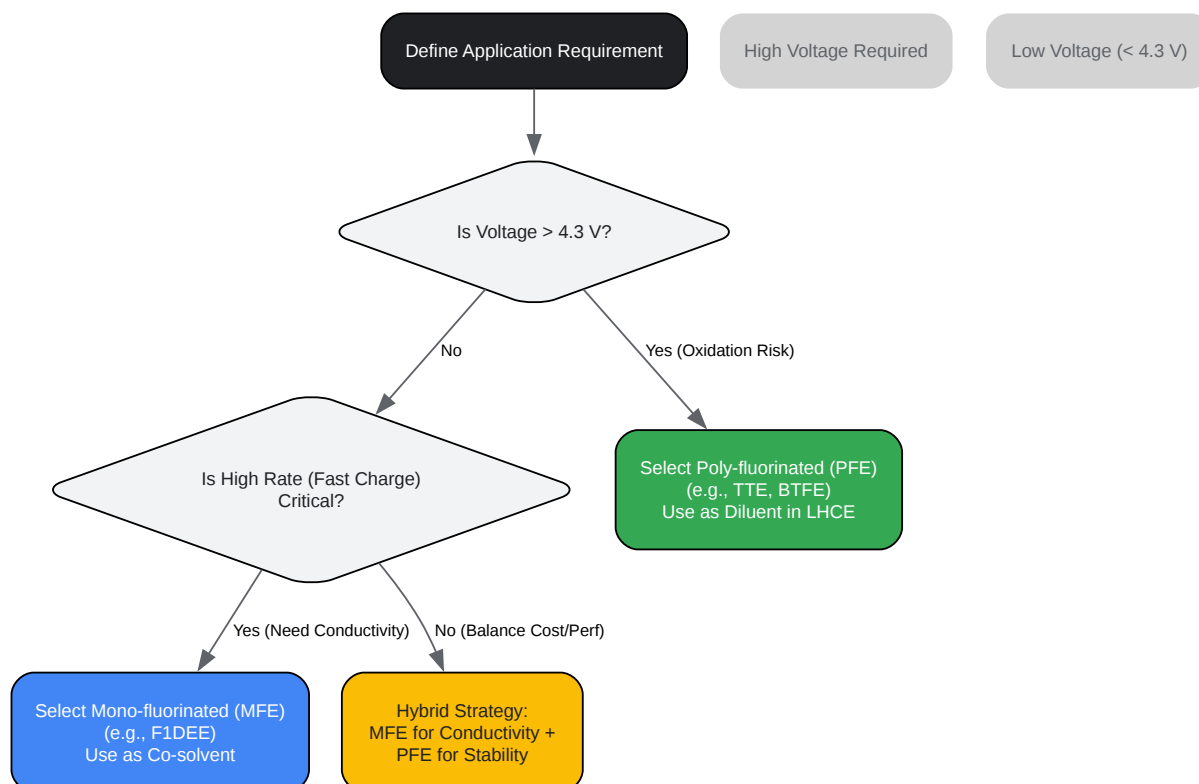 Define Application Requirement
High Voltage Required
Low Voltage (< 4.3 V)
Is Voltage > 4.3 V?
No
Yes (Oxidation Risk)
Is High Rate (Fast Charge)
Critical?
Select Poly-fluorinated (PFE)
(e.g., TTE, BTFE)
Use as Diluent in LHCE
Yes (Need Conductivity)
No (Balance Cost/Perf)
Select Mono-fluorinated (MFE)
(e.g., F1DEE)
Use as Co-solvent
Hybrid Strategy:
MFE for Conductivity +
PFE for Stability